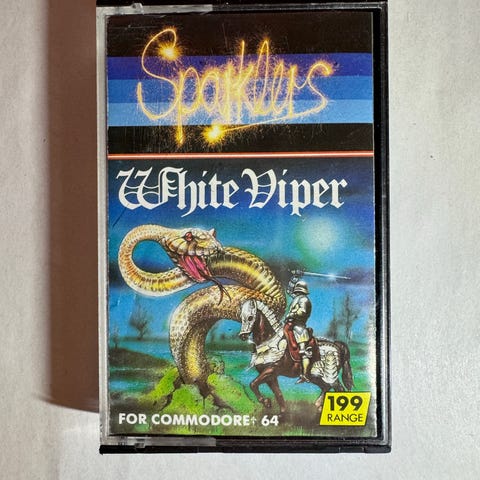 Sparklers
White Viper
FOR COMMODORE† 64
199
RANGE